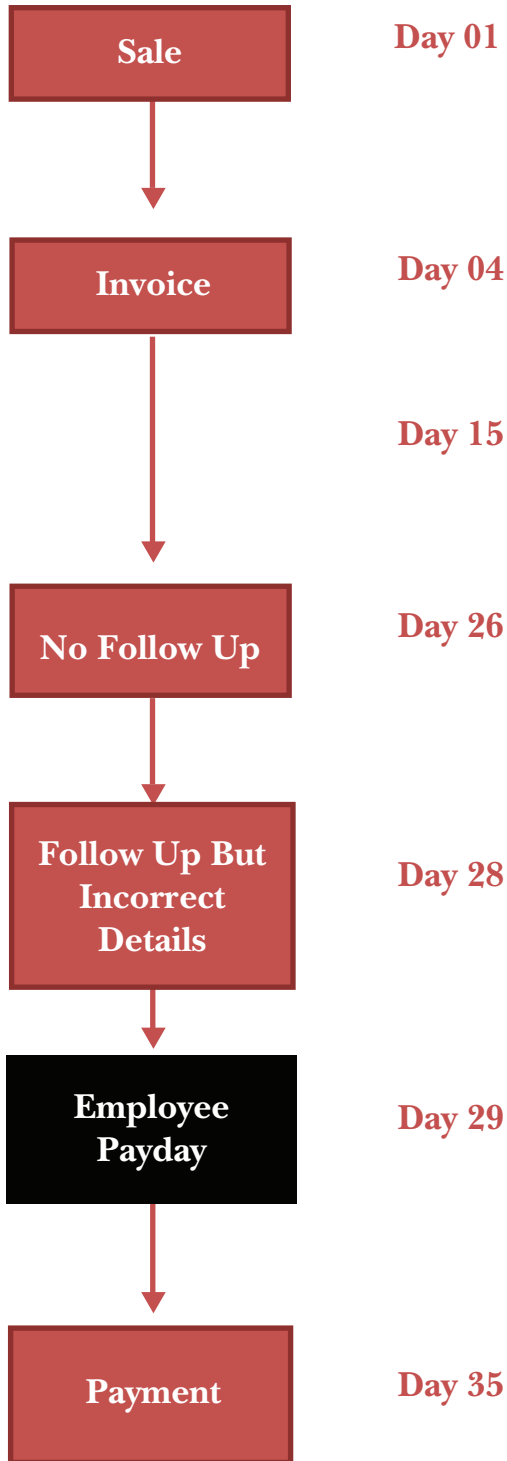 Sale
Day 01
Invoice
Day 04
Day 15
No Follow Up
Day 26
Follow Up But
Incorrect
Details
Day 28
Employee
Payday
Day 29
Payment
Day 35